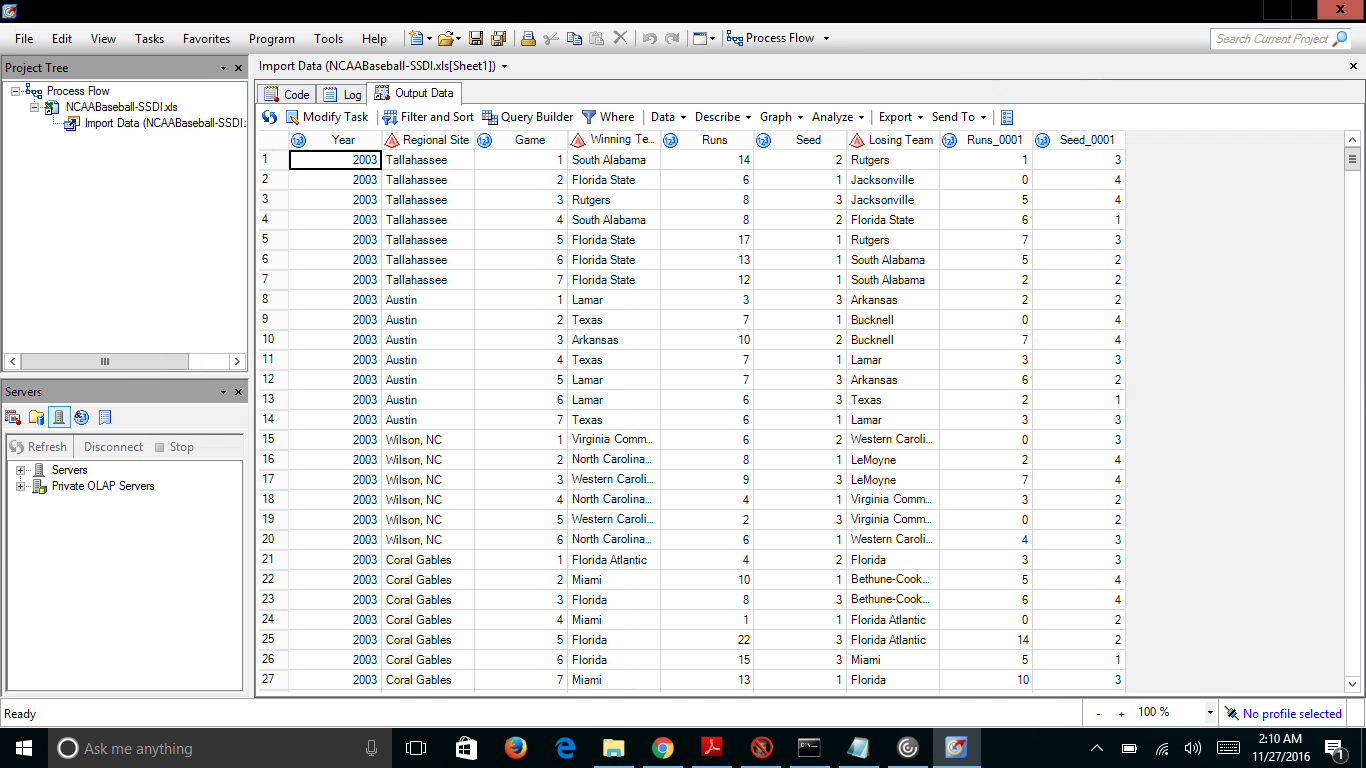 File Edit View Tasks Favorites Program Tools Help Process Flow Search Current Project
Project Tree
Process Flow
NCAABaseball-SSDI.xls
Import Data (NCAABaseball-SSDI.
Servers
Refresh Disconnect Stop
Servers
Private OLAP Servers
Import Data (NCAABaseball-SSDI.xls[Sheet1])
Code Log Output Data
Modify Task Filter and Sort Query Builder Where Data Describe Graph Analyze Export Send To
Year Regional Site Game Winning Te... Runs Seed Losing Team Runs_0001 Seed_0001
1 2003 Tallahassee 1 South Alabama 14 2 Rutgers 1 3
2 2003 Tallahassee 2 Florida State 6 1 Jacksonville 0 4
3 2003 Tallahassee 3 Rutgers 8 3 Jacksonville 5 4
4 2003 Tallahassee 4 South Alabama 8 2 Florida State 6 1
5 2003 Tallahassee 5 Florida State 17 1 Rutgers 7 3
6 2003 Tallahassee 6 Florida State 13 1 South Alabama 5 2
7 2003 Tallahassee 7 Florida State 12 1 South Alabama 2 2
8 2003 Austin 1 Lamar 3 3 Arkansas 2 2
9 2003 Austin 2 Texas 7 1 Bucknell 0 4
10 2003 Austin 3 Arkansas 10 2 Bucknell 7 4
11 2003 Austin 4 Texas 7 1 Lamar 3 3
12 2003 Austin 5 Lamar 7 3 Arkansas 6 2
13 2003 Austin 6 Lamar 6 3 Texas 2 1
14 2003 Austin 7 Texas 6 1 Lamar 3 3
15 2003 Wilson, NC 1 Virginia Comm... 6 2 Western Caroli... 0 3
16 2003 Wilson, NC 2 North Carolina... 8 1 LeMoyne 2 4
17 2003 Wilson, NC 3 Western Caroli... 9 3 LeMoyne 7 4
18 2003 Wilson, NC 4 North Carolina... 4 1 Virginia Comm... 3 2
19 2003 Wilson, NC 5 Western Caroli... 2 3 Virginia Comm... 0 2
20 2003 Wilson, NC 6 North Carolina... 6 1 Western Caroli... 4 3
21 2003 Coral Gables 1 Florida Atlantic 4 2 Florida 3 3
22 2003 Coral Gables 2 Miami 10 1 Bethune-Cook... 5 4
23 2003 Coral Gables 3 Florida 8 3 Bethune-Cook... 6 4
24 2003 Coral Gables 4 Miami 1 1 Florida Atlantic 0 2
25 2003 Coral Gables 5 Florida 22 3 Florida Atlantic 14 2
26 2003 Coral Gables 6 Florida 15 3 Miami 5 1
27 2003 Coral Gables 7 Miami 13 1 Florida 10 3
Ready - + 100 % No profile selected
Ask me anything
2:10 AM
11/27/2016
1